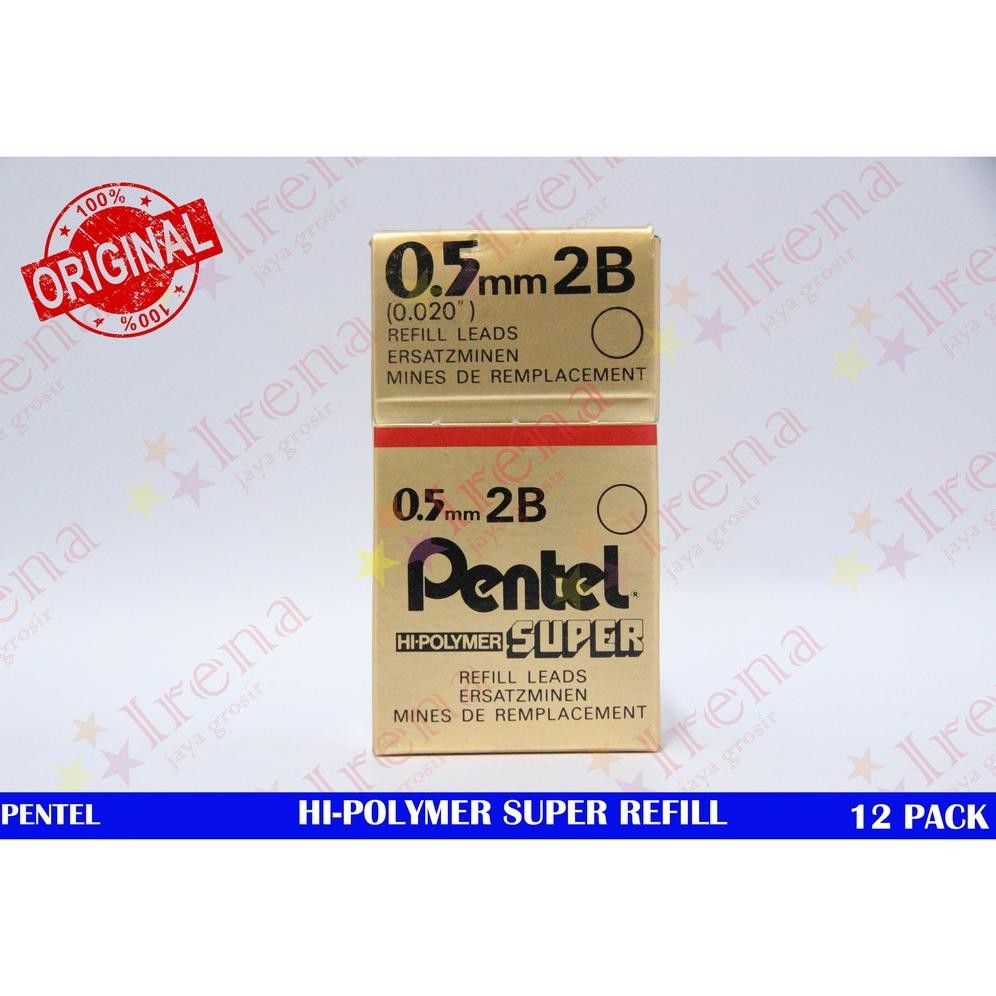 100%
ORIGINAL
100%
0.5mm 2B
(0.020")
REFILL LEADS
ERSATZMINEN
MINES DE REMPLACEMENT
0.5mm 2B
Pentel®
HI-POLYMER SUPER
REFILL LEADS
ERSATZMINEN
MINES DE REMPLACEMENT
Irena
jaya grosir
PENTEL HI-POLYMER SUPER REFILL 12 PACK